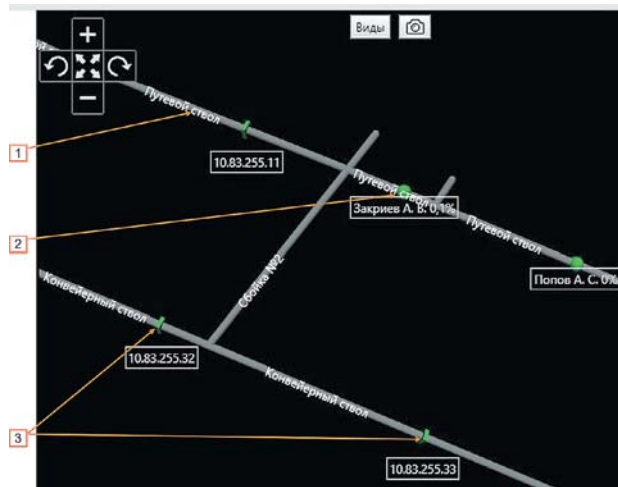 Виды
Путевой ствол
1
10.83.255.11
Путевой ствол
2
Закриев А. В. 0,1%
Путевой ствол
Сбойка №2
Попов А. С. 0%
Конвейерный ствол
10.83.255.32
Конвейерный ствол
3
10.83.255.33